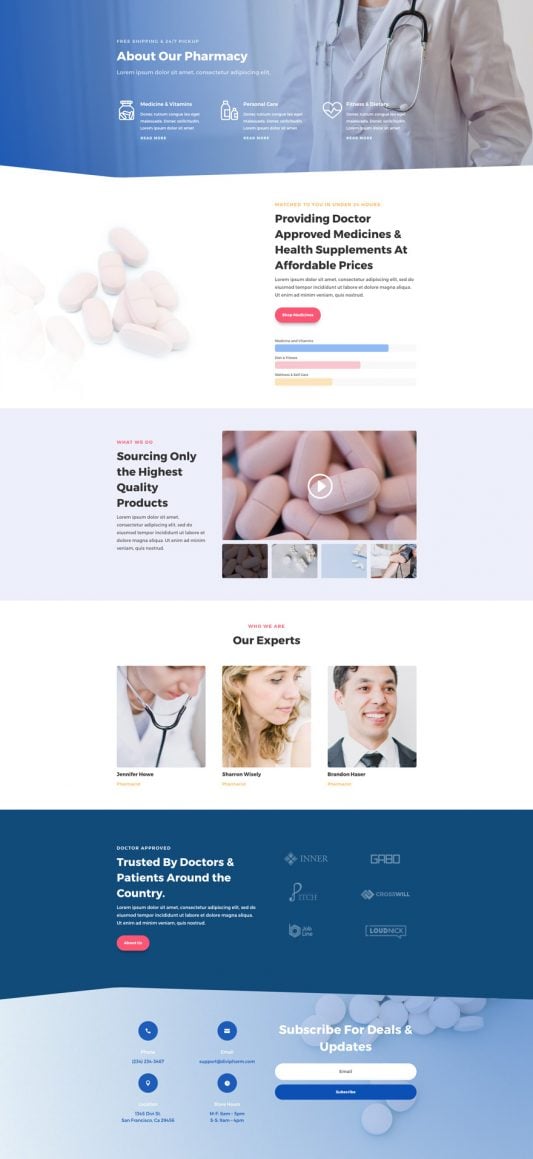 FREE SHIPPING & 24/7 PICKUP
About Our Pharmacy
Lorem ipsum dolor sit amet, consectetur adipiscing elit.
Medicine & Vitamins
Donec rutrum congue leo eget
malesuada. Donec sollicitudin.
Lorem ipsum dolor sit amet
READ MORE
Personal Care
Donec rutrum congue leo eget
malesuada. Donec sollicitudin.
Lorem ipsum dolor sit amet
READ MORE
Fitness & Dietary
Donec rutrum congue leo eget
malesuada. Donec sollicitudin.
Lorem ipsum dolor sit amet
READ MORE
MATCHED TO YOU IN UNDER 24 HOURS
Providing Doctor
Approved Medicines &
Health Supplements At
Affordable Prices
Lorem ipsum dolor sit amet, consectetur adipiscing elit, sed do
eiusmod tempor incididunt ut labore et dolore magna aliqua.
Ut enim ad minim veniam, quis nostrud.
Shop Medicines
Medicine and Vitamins
Diet & Fitness
Wellness & Self Care
WHAT WE DO
Sourcing Only
the Highest
Quality
Products
Lorem ipsum dolor sit amet,
consectetur adipiscing elit, sed do
eiusmod tempor incididunt ut labore et
dolore magna aliqua. Ut enim ad minim
veniam, quis nostrud.
WHO WE ARE
Our Experts
Jennifer Howe
Pharmacist
Sharron Wisely
Pharmacist
Brandon Haser
Pharmacist
DOCTOR APPROVED
Trusted By Doctors &
Patients Around the
Country.
Lorem ipsum dolor sit amet, consectetur adipiscing elit, sed do
eiusmod tempor incididunt ut labore et dolore magna aliqua.
Ut enim ad minim veniam, quis nostrud.
About Us
INNER
GABO
PITCH
CROSSWILL
Job
Line
LOUDNICK
Phone
(234) 234-3467
Email
support@divipharm.com
Location
1345 Divi St.
San Francisco, Ca 29456
Store Hours
M-F: 6am - 5pm
S-S: 9am - 4pm
Subscribe For Deals &
Updates
Email
Subscribe